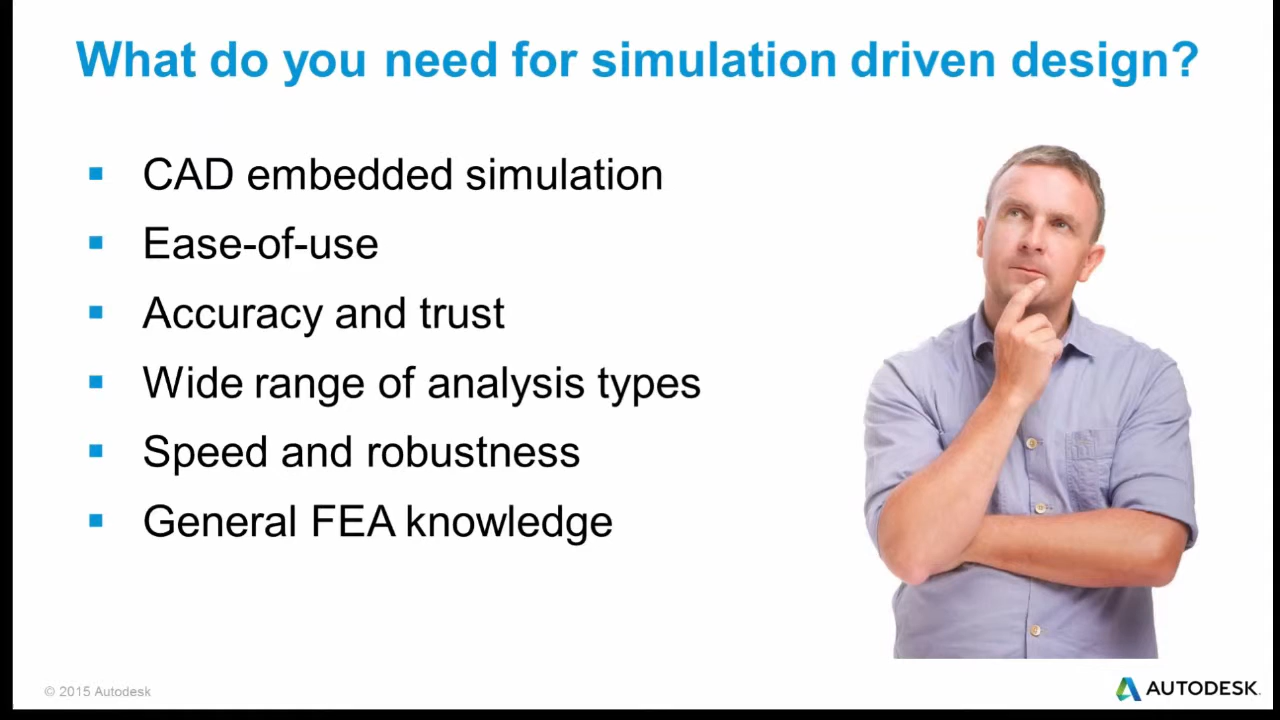 What do you need for simulation driven design?
CAD embedded simulation
Ease-of-use
Accuracy and trust
Wide range of analysis types
Speed and robustness
General FEA knowledge
© 2015 Autodesk
AUTODESK.